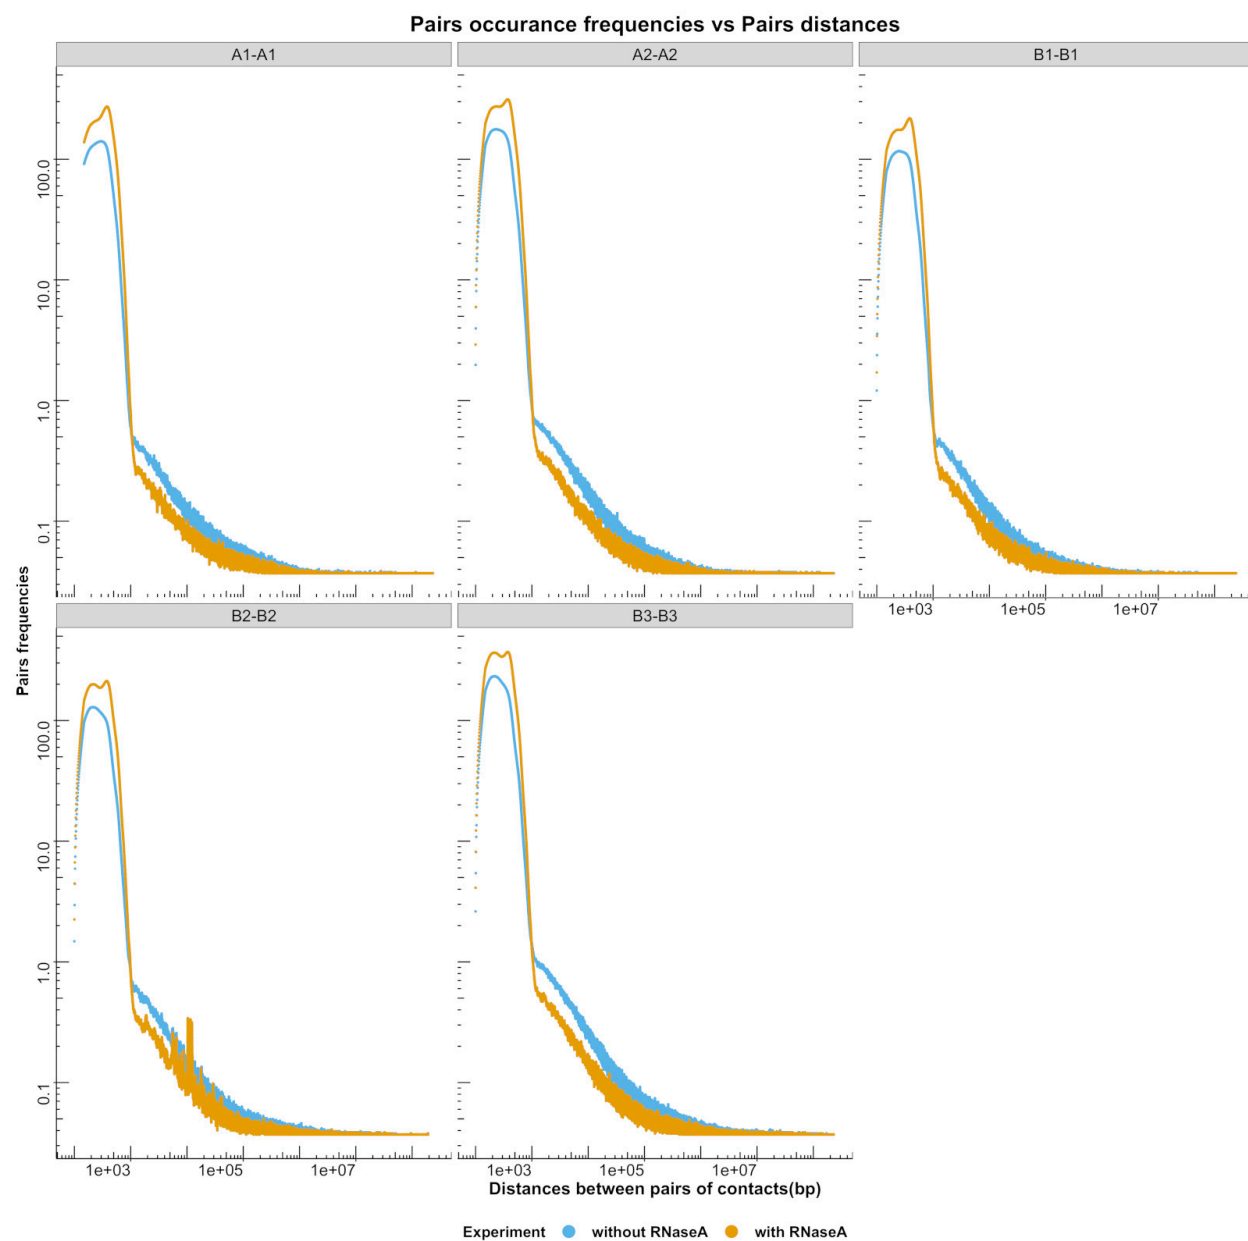 Pairs occurance frequencies vs Pairs distances
A1-A1
A2-A2
B1-B1
100.0
10.0
1.0
0.1
1e+03
1e+05
1e+07
Pairs frequencies
B2-B2
B3-B3
100.0
10.0
1.0
0.1
1e+03
1e+05
1e+07
1e+03
1e+05
1e+07
Distances between pairs of contacts(bp)
Experiment
without RNaseA
with RNaseA